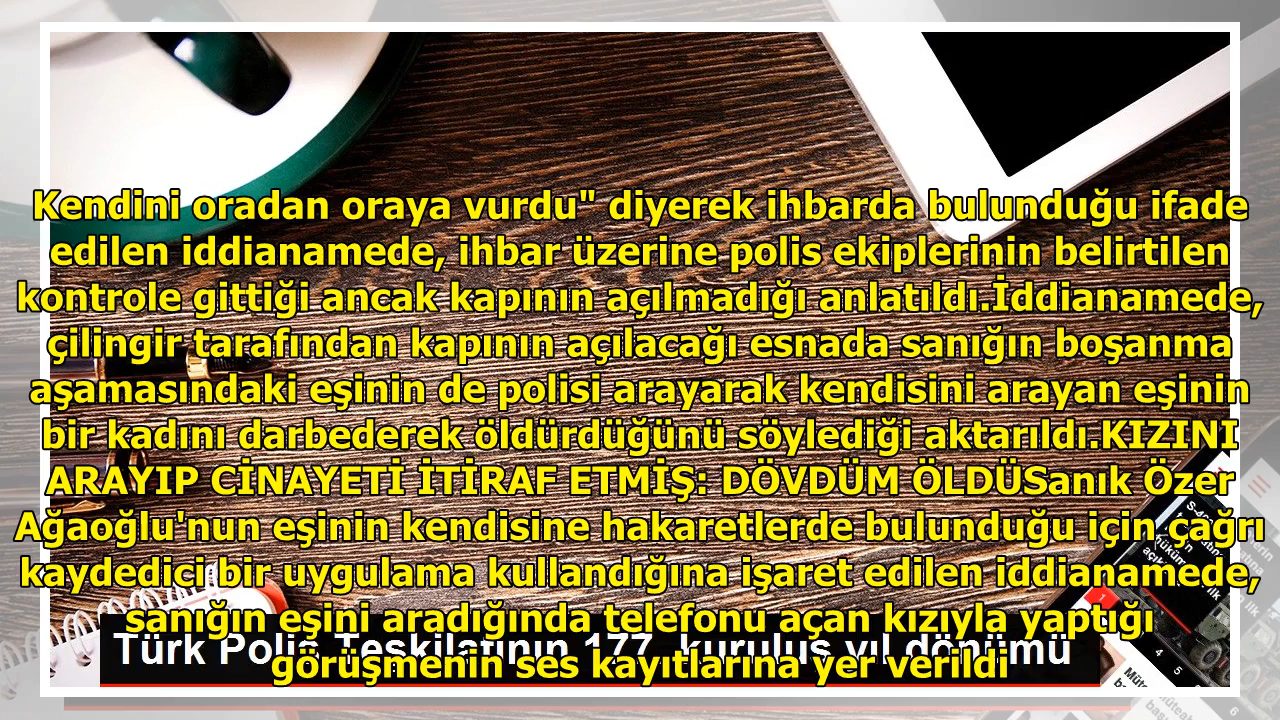 Kendini oradan oraya vurdu" diyerek ihbarda bulunduğu ifade
edilen iddianamede, ihbar üzerine polis ekiplerinin belirtilen
kontrole gittiği ancak kapının açılmadığı anlatıldı.İddianamede,
çilingir tarafından kapının açılacağı esnada sanığın boşanma
aşamasındaki eşinin de polisi arayarak kendisini arayan eşinin
bir kadını darbederek öldürdüğünü söylediği aktarıldı.KIZINI
ARAYIP CİNAYETİ İTİRAF ETMİŞ: DÖVDÜM ÖLDÜSanık Özer
Ağaoğlu'nun eşinin kendisine hakaretlerde bulunduğu için çağrı
kaydedici bir uygulama kullandığına işaret edilen iddianamede,
sanığın eşini aradığında telefonu açan kızıyla yaptığı
Türk Polis Teşkilatının 177. kuruluş yıl dönümü
görüşmenin ses kayıtlarına yer verildi